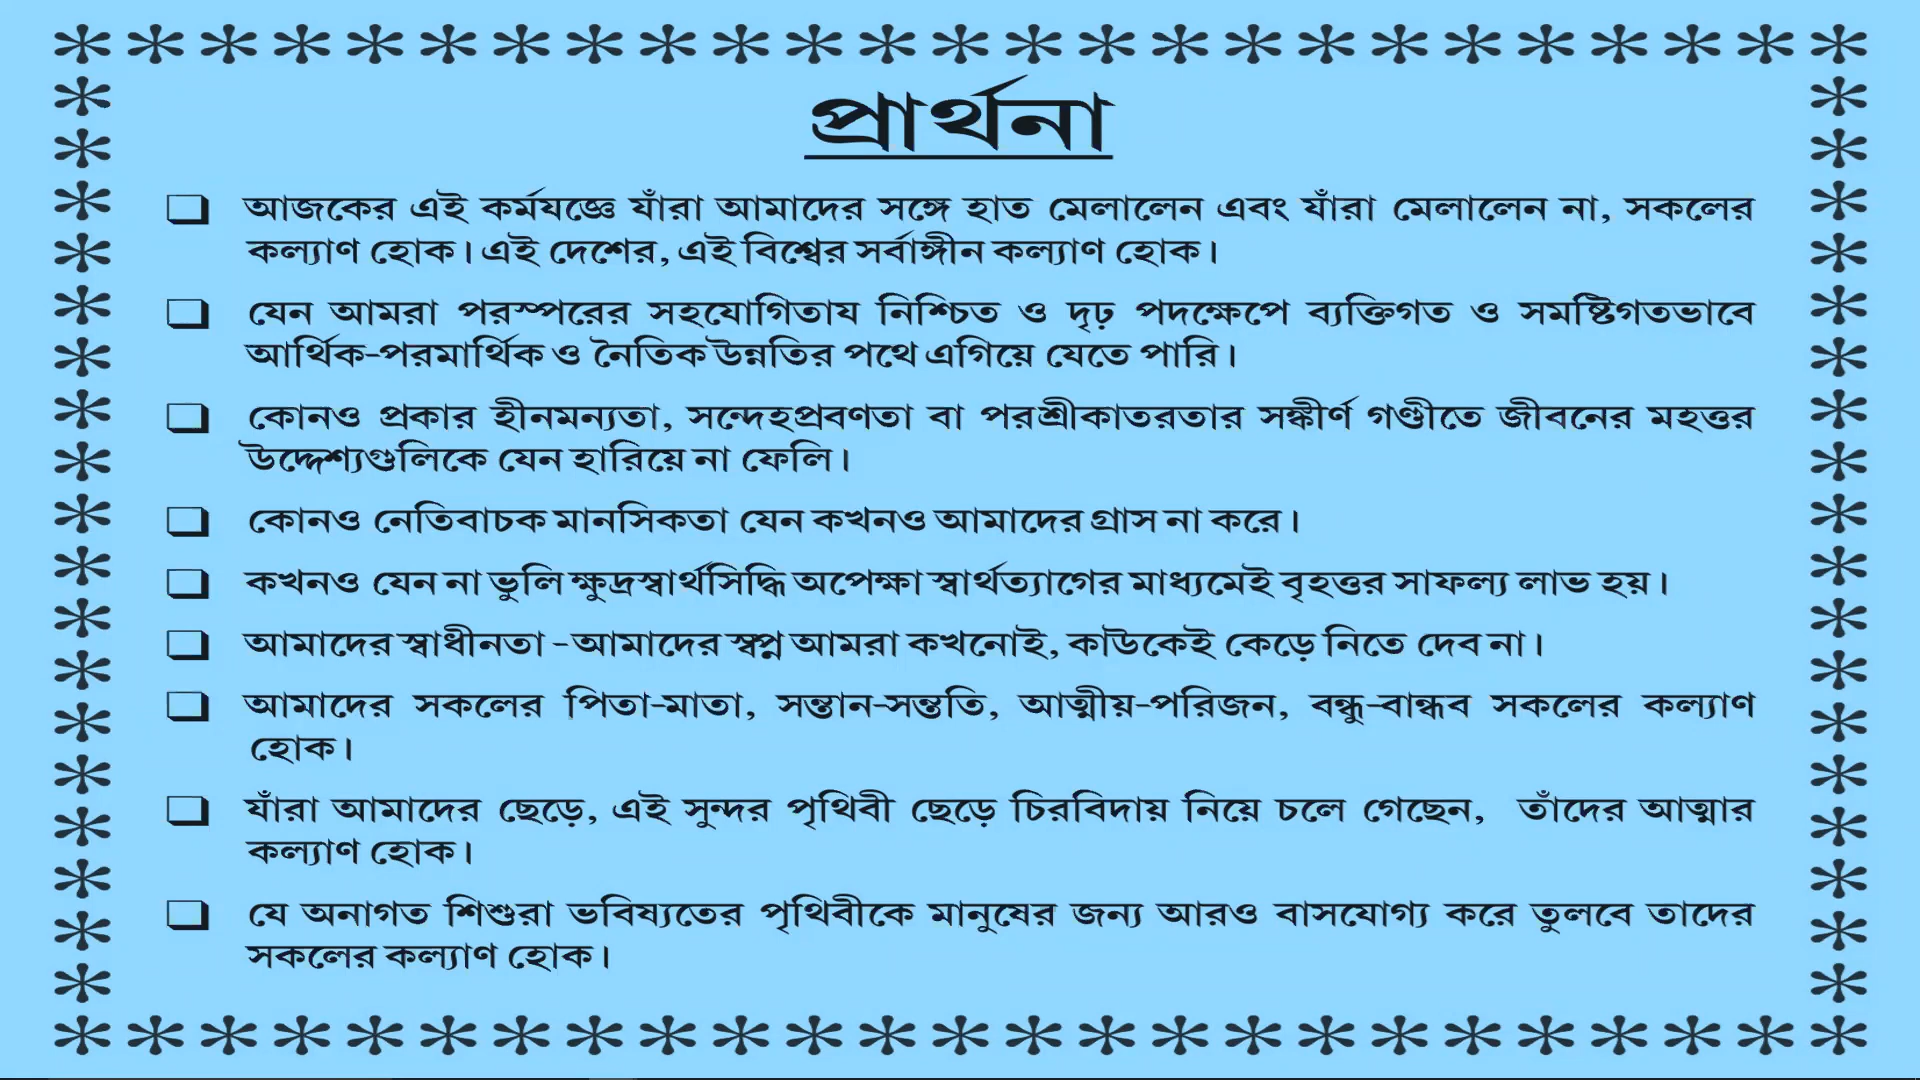 প্রার্থনা
আজকের এই কর্মযজ্ঞে যাঁরা আমাদের সঙ্গে হাত মেলালেন এবং যাঁরা মেলালেন না, সকলের
কল্যাণ হোক। এই দেশের, এই বিশ্বের সর্বাঙ্গীন কল্যাণ হোক।
যেন আমরা পরস্পরের সহযোগিতায নিশ্চিত ও দৃঢ় পদক্ষেপে ব্যক্তিগত ও সমষ্টিগতভাবে
আর্থিক-পরমার্থিক ও নৈতিক উন্নতির পথে এগিয়ে যেতে পারি।
কোনও প্রকার হীনমন্যতা, সন্দেহপ্রবণতা বা পরশ্রীকাতরতার সঙ্কীর্ণ গণ্ডীতে জীবনের মহত্তর
উদ্দেশ্যগুলিকে যেন হারিয়ে না ফেলি।
কোনও নেতিবাচক মানসিকতা যেন কখনও আমাদের গ্রাস না করে।
কখনও যেন না ভুলি ক্ষুদ্রস্বার্থসিদ্ধি অপেক্ষা স্বার্থত্যাগের মাধ্যমেই বৃহত্তর সাফল্য লাভ হয়।
আমাদের স্বাধীনতা -আমাদের স্বপ্ন আমরা কখনোই, কাউকেই কেড়ে নিতে দেব না।
আমাদের সকলের পিতা-মাতা, সন্তান-সন্ততি, আত্মীয়-পরিজন, বন্ধু-বান্ধব সকলের কল্যাণ
হোক।
যাঁরা আমাদের ছেড়ে, এই সুন্দর পৃথিবী ছেড়ে চিরবিদায় নিয়ে চলে গেছেন, তাঁদের আত্মার
কল্যাণ হোক।
যে অনাগত শিশুরা ভবিষ্যতের পৃথিবীকে মানুষের জন্য আরও বাসযোগ্য করে তুলবে তাদের
সকলের কল্যাণ হোক।